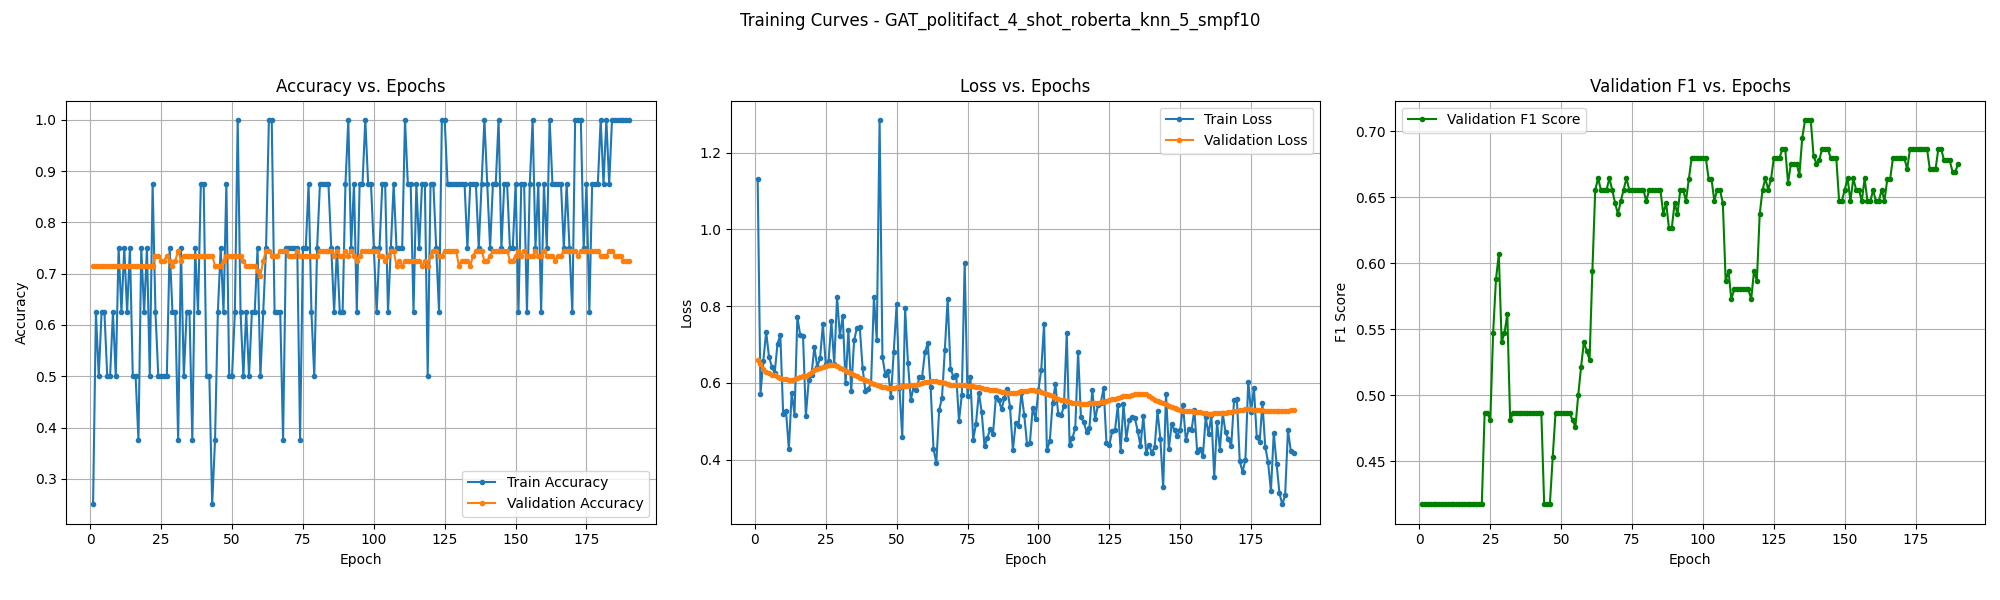 Training Curves - GAT_politifact_4_shot_roberta_knn_5_smpf10
Accuracy vs. Epochs
1.0
0.9
0.8
0.7
0.6
0.5
0.4
0.3
Accuracy
0 25 50 75 100 125 150 175
Epoch
Train Accuracy
Validation Accuracy
Loss vs. Epochs
1.2
1.0
0.8
0.6
0.4
Loss
0 25 50 75 100 125 150 175
Epoch
Train Loss
Validation Loss
Validation F1 vs. Epochs
0.70
0.65
0.60
0.55
0.50
0.45
F1 Score
0 25 50 75 100 125 150 175
Epoch
Validation F1 Score